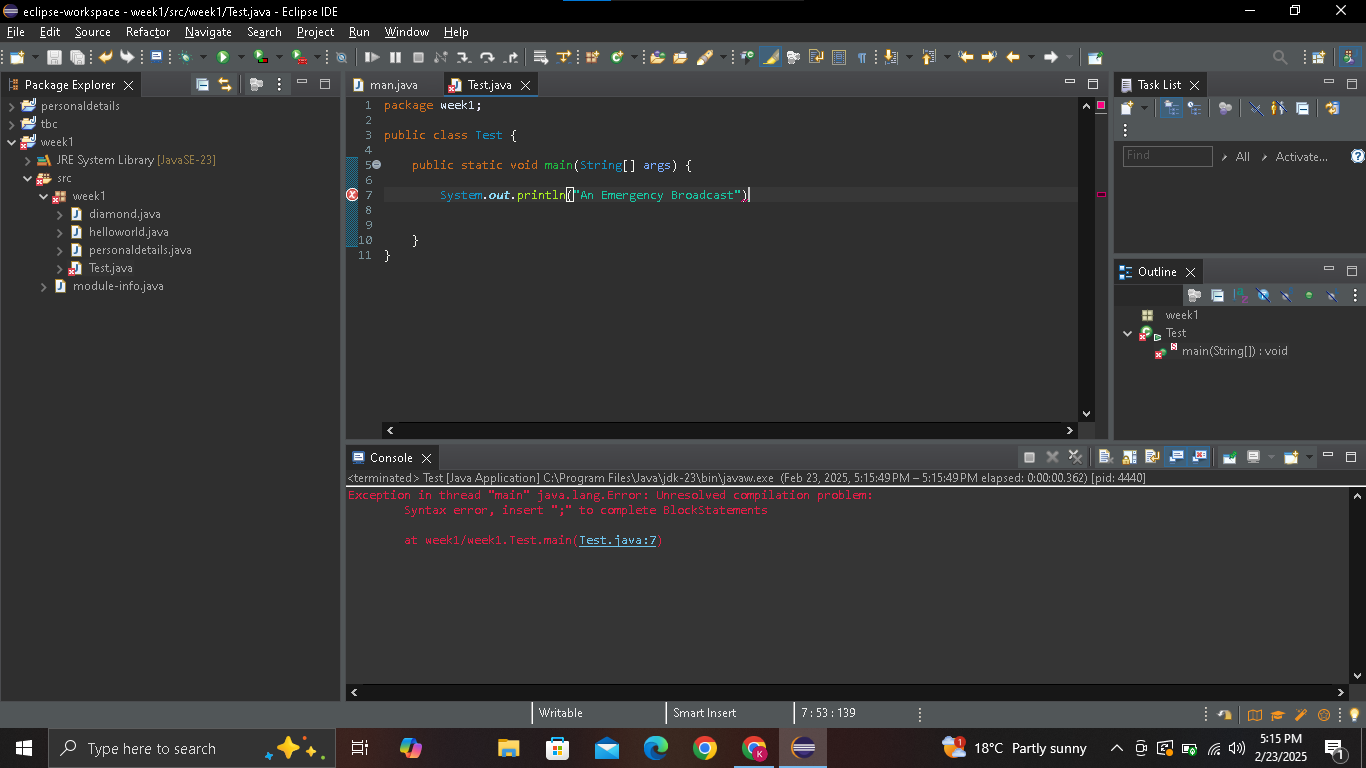 eclipse-workspace - week1/src/week1/Test.java - Eclipse IDE
File Edit Source Refactor Navigate Search Project Run Window Help
Package Explorer
personaldetails
tbc
week1
JRE System Library [JavaSE-23]
src
week1
diamond.java
helloworld.java
personaldetails.java
Test.java
module-info.java
man.java Test.java
1 package week1;
2
3 public class Test {
4
5 public static void main(String[] args) {
6
7 System.out.println("An Emergency Broadcast")
8
9
10 }
11 }
Task List
Find All Activate...
Outline
week1
Test
main(String[]) : void
Console
<terminated> Test [Java Application] C:\Program Files\Java\jdk-23\bin\javaw.exe (Feb 23, 2025, 5:15:49 PM – 5:15:49 PM elapsed: 0:00:00.362) [pid: 4440]
Exception in thread "main" java.lang.Error: Unresolved compilation problem:
Syntax error, insert ";" to complete BlockStatements
at week1/week1.Test.main(Test.java:7)
Writable Smart Insert 7 : 53 : 139
Type here to search
K
18°C Partly sunny
5:15 PM
2/23/2025
1